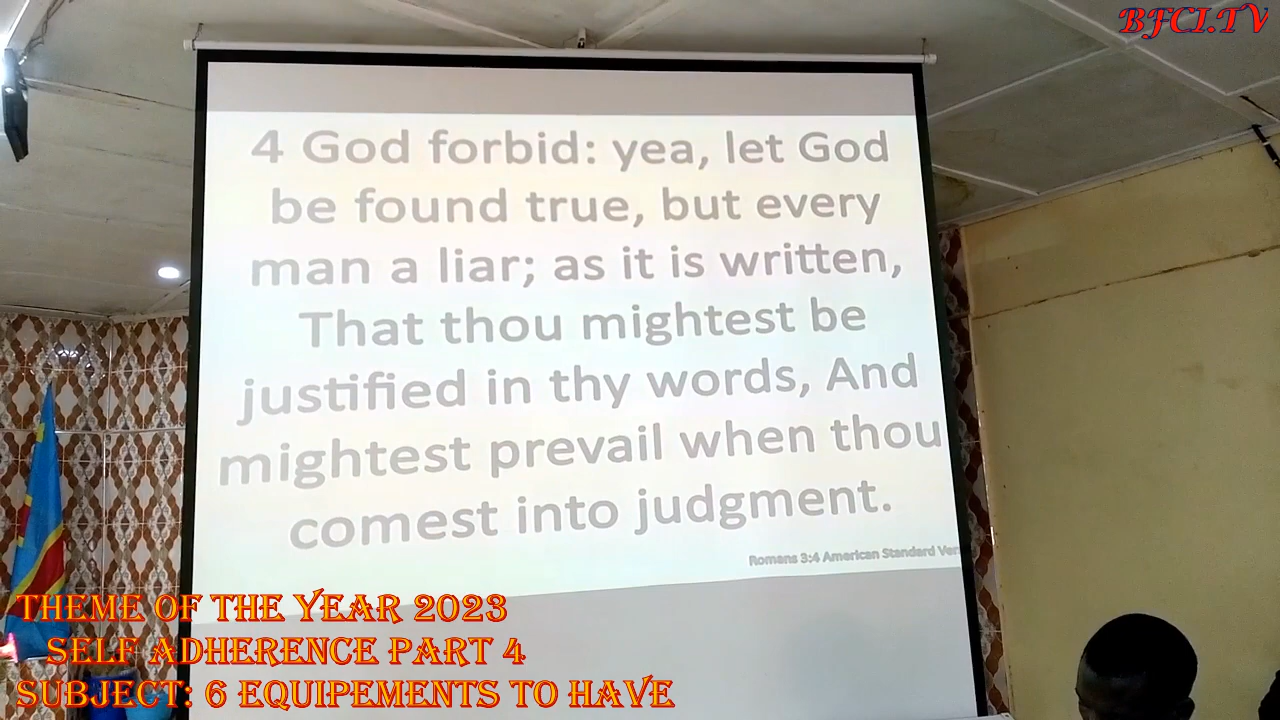 BFCI.TV
4 God forbid: yea, let God
be found true, but every
man a liar; as it is written,
That thou mightest be
justified in thy words, And
mightest prevail when thou
comest into judgment.
Romans 3:4 American Standard Ver
THEME OF THE YEAR 2023
SELF ADHERENCE PART 4
SUBJECT: 6 EQUIPEMENTS TO HAVE